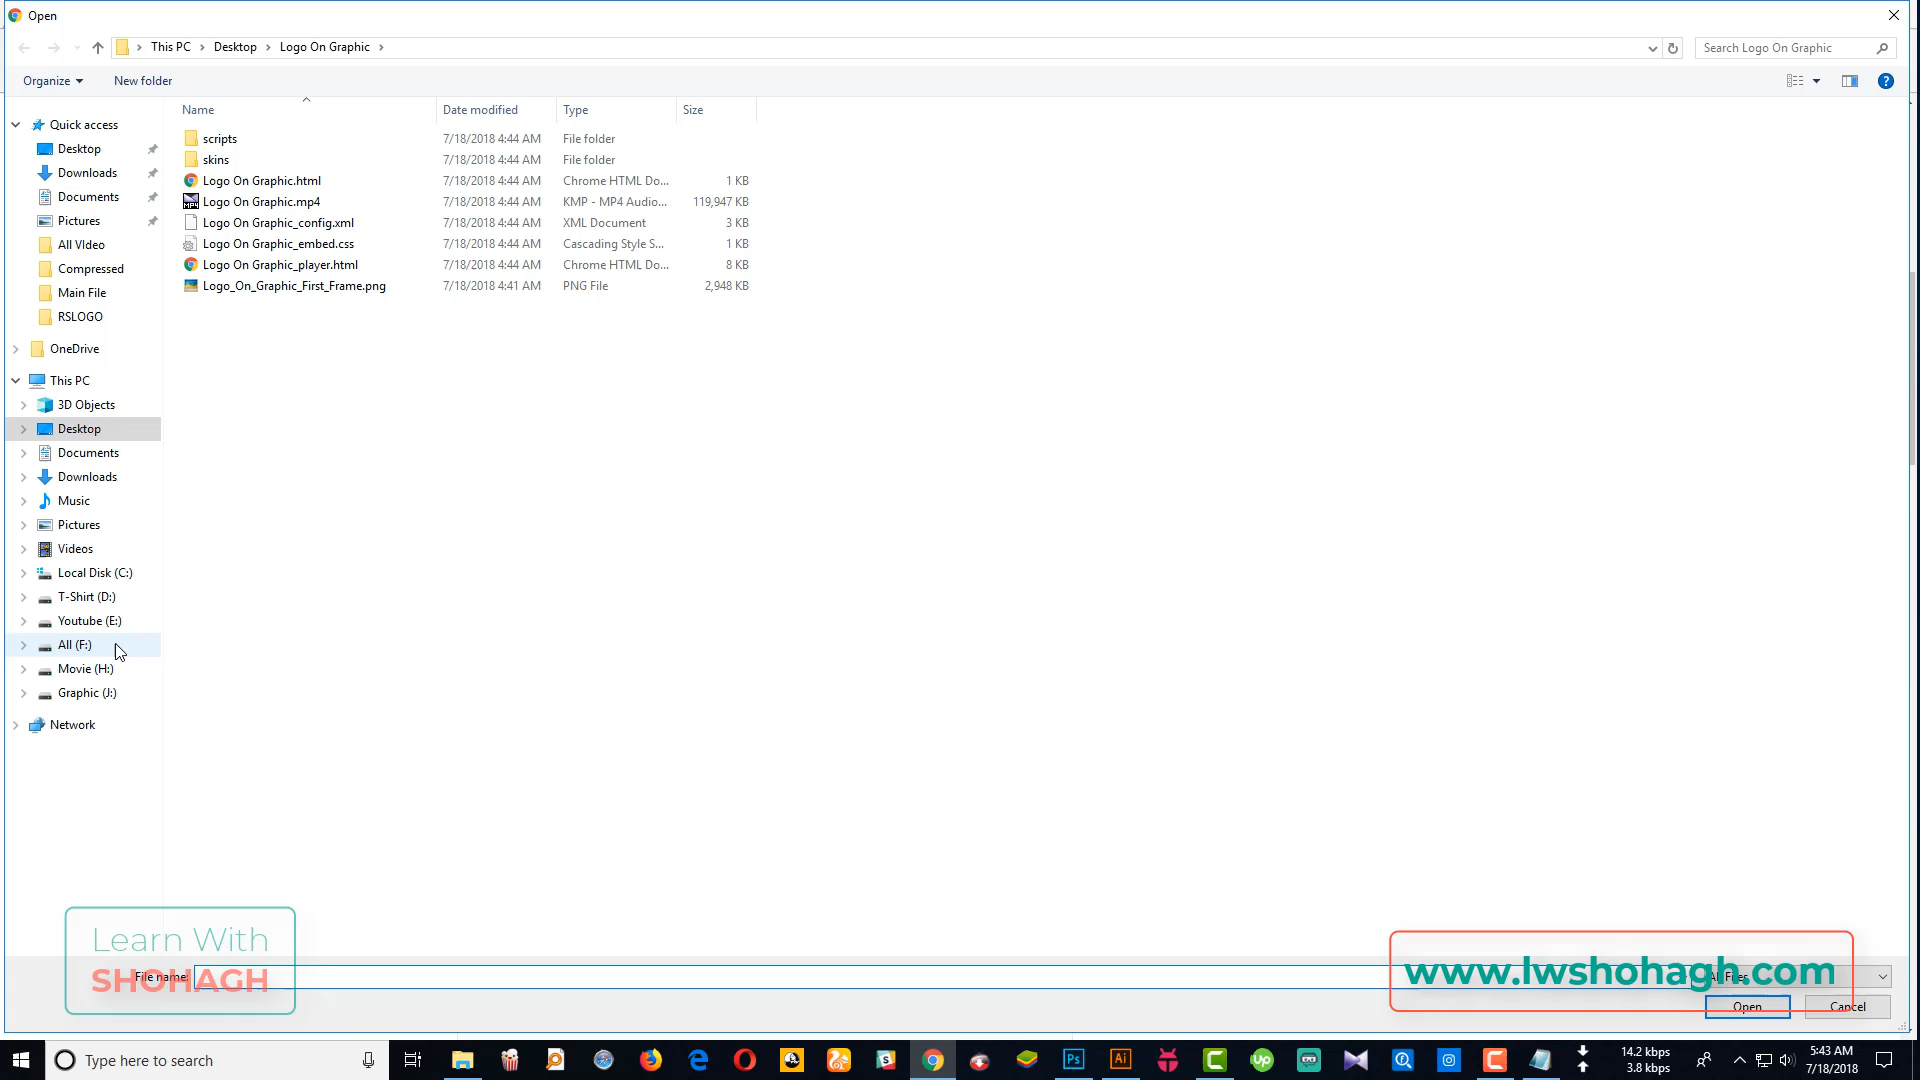 Open
This PC > Desktop > Logo On Graphic >
Search Logo On Graphic
Organize
New folder
Name
Date modified
Type
Size
scripts 7/18/2018 4:44 AM File folder
skins 7/18/2018 4:44 AM File folder
Logo On Graphic.html 7/18/2018 4:44 AM Chrome HTML Do... 1 KB
Logo On Graphic.mp4 7/18/2018 4:44 AM KMP - MP4 Audio... 119,947 KB
Logo On Graphic_config.xml 7/18/2018 4:44 AM XML Document 3 KB
Logo On Graphic_embed.css 7/18/2018 4:44 AM Cascading Style S... 1 KB
Logo On Graphic_player.html 7/18/2018 4:44 AM Chrome HTML Do... 8 KB
Logo_On_Graphic_First_Frame.png 7/18/2018 4:41 AM PNG File 2,948 KB
Quick access
Desktop
Downloads
Documents
Pictures
All VIdeo
Compressed
Main File
RSLOGO
OneDrive
This PC
3D Objects
Desktop
Documents
Downloads
Music
Pictures
Videos
Local Disk (C:)
T-Shirt (D:)
Youtube (E:)
All (F:)
Movie (H:)
Graphic (J:)
Network
Learn With
SHOHAGH
File name:
www.lwshohagh.com
All Files
Open
Cancel
Type here to search
Ps
Ai
up
14.2 kbps
3.8 kbps
5:43 AM
7/18/2018